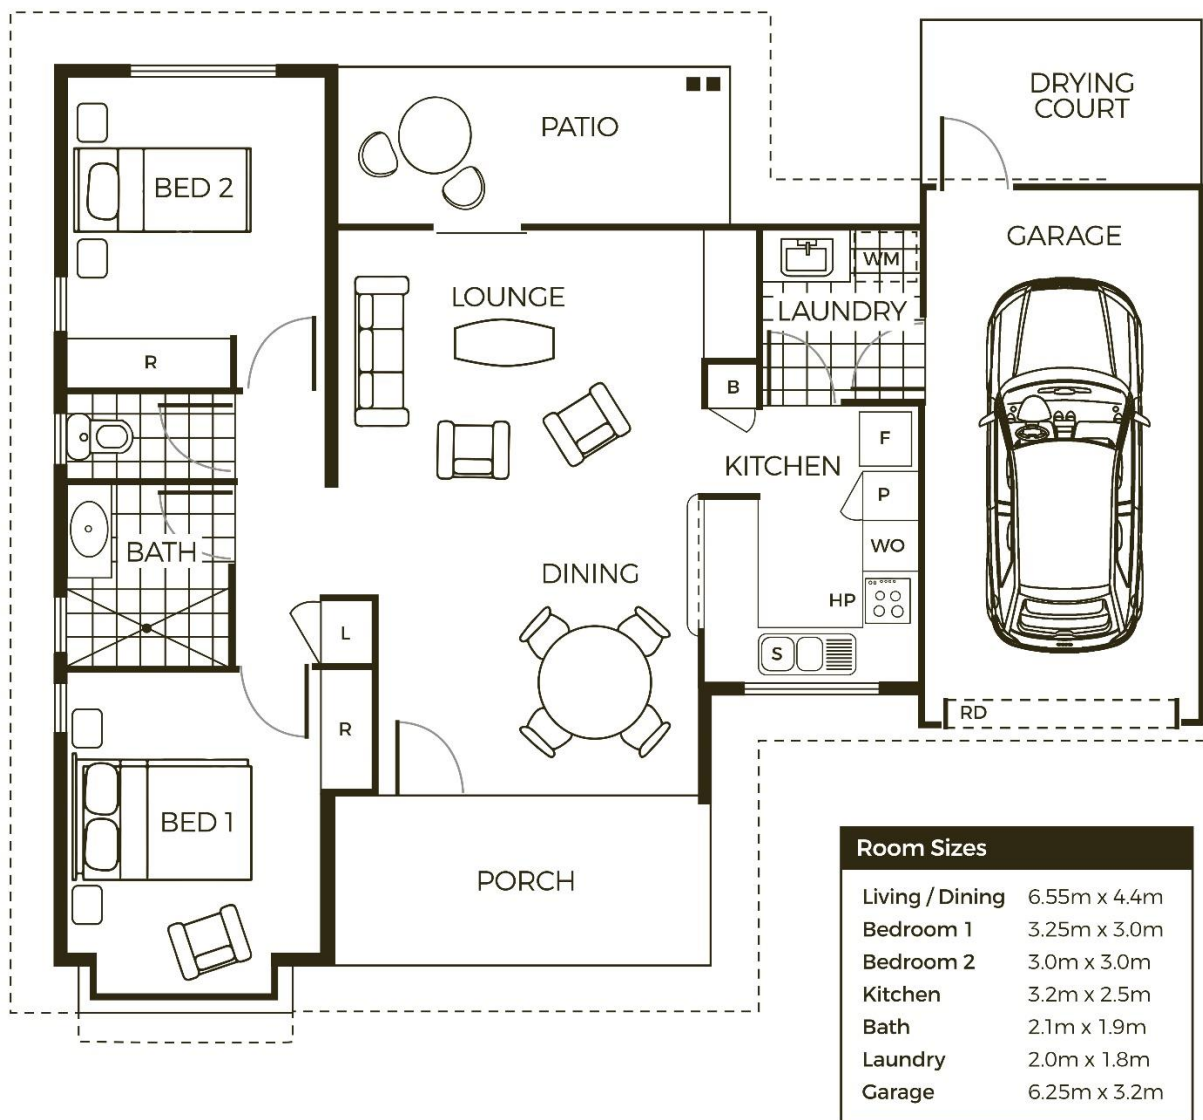 DRYING
COURT
PATIO
BED 2
GARAGE
WM
LOUNGE
LAUNDRY
R
B
F
KITCHEN
P
WO
BATH
DINING
HP
L
S
R
RD
BED 1
PORCH
Room Sizes
Living / Dining 6.55m x 4.4m
Bedroom 1 3.25m x 3.0m
Bedroom 2 3.0m x 3.0m
Kitchen 3.2m x 2.5m
Bath 2.1m x 1.9m
Laundry 2.0m x 1.8m
Garage 6.25m x 3.2m